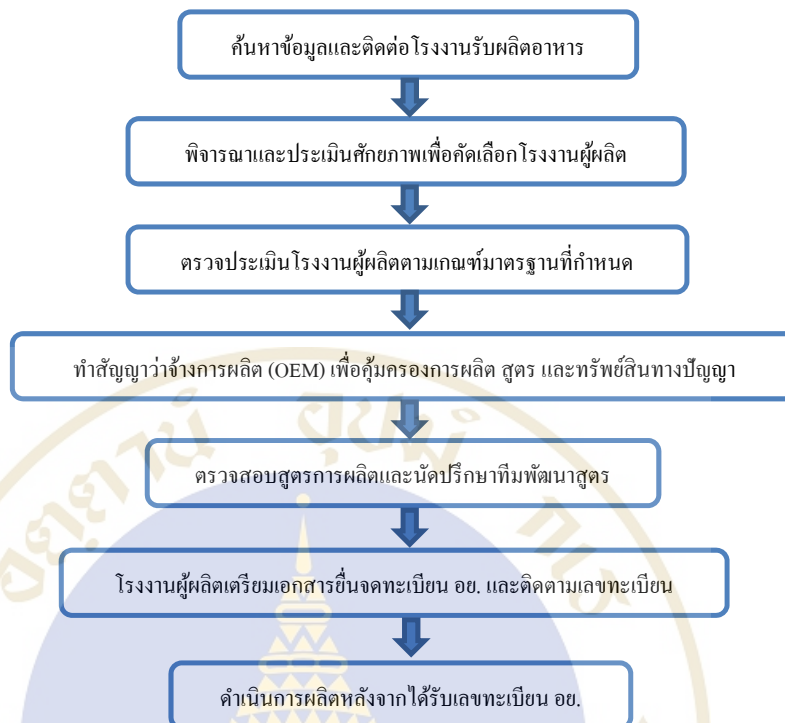 ค้นหาข้อมูลและติดต่อโรงงานรับผลิตอาหาร
พิจารณาและประเมินศักยภาพเพื่อคัดเลือกโรงงานผู้ผลิต
ตรวจประเมินโรงงานผู้ผลิตตามเกณฑ์มาตรฐานที่กำหนด
ทำสัญญาว่าจ้างการผลิต (OEM) เพื่อคุ้มครองการผลิต สูตร และทรัพย์สินทางปัญญา
ตรวจสอบสูตรการผลิตและนัดปรึกษาทีมพัฒนาสูตร
โรงงานผู้ผลิตเตรียมเอกสารยื่นจดทะเบียน อย. และติดตามเลขทะเบียน
ดำเนินการผลิตหลังจากได้รับเลขทะเบียน อย.